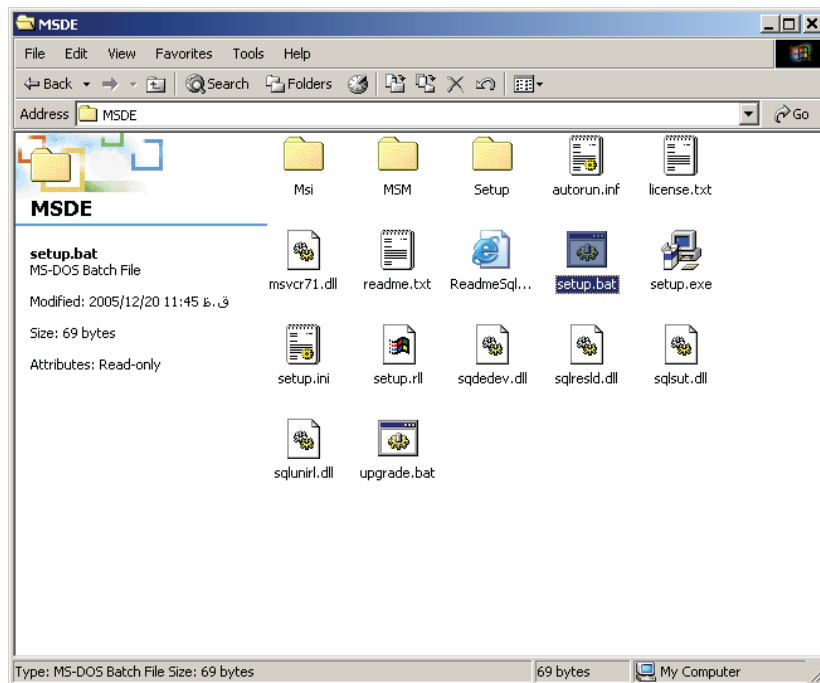 MSDE
File Edit View Favorites Tools Help
Back Search Folders
Address MSDE Go
MSDE
setup.bat
MS-DOS Batch File
Modified: 2005/12/20 11:45 ق.ظ
Size: 69 bytes
Attributes: Read-only
Msi MSM Setup autorun.inf license.txt
msvcr71.dll readme.txt ReadmeSql... setup.bat setup.exe
setup.ini setup.rll sqdedev.dll sqlresld.dll sqlsut.dll
sqlunirl.dll upgrade.bat
Type: MS-DOS Batch File Size: 69 bytes 69 bytes My Computer